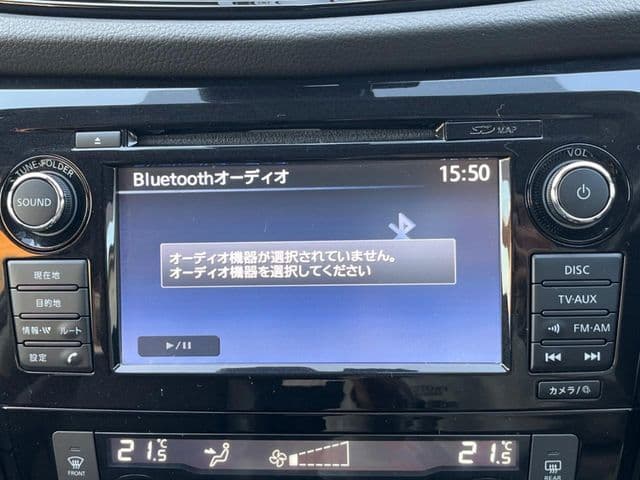 SD MAP
TUNE·FOLDER
VOL
SOUND
Bluetoothオーディオ 15:50
オーディオ機器が選択されていません。
オーディオ機器を選択してください
現在地
目的地
情報・W ルート
設定
DISC
TV·AUX
FM·AM
カメラ/
21.5°C 21.5°C
FRONT
REAR